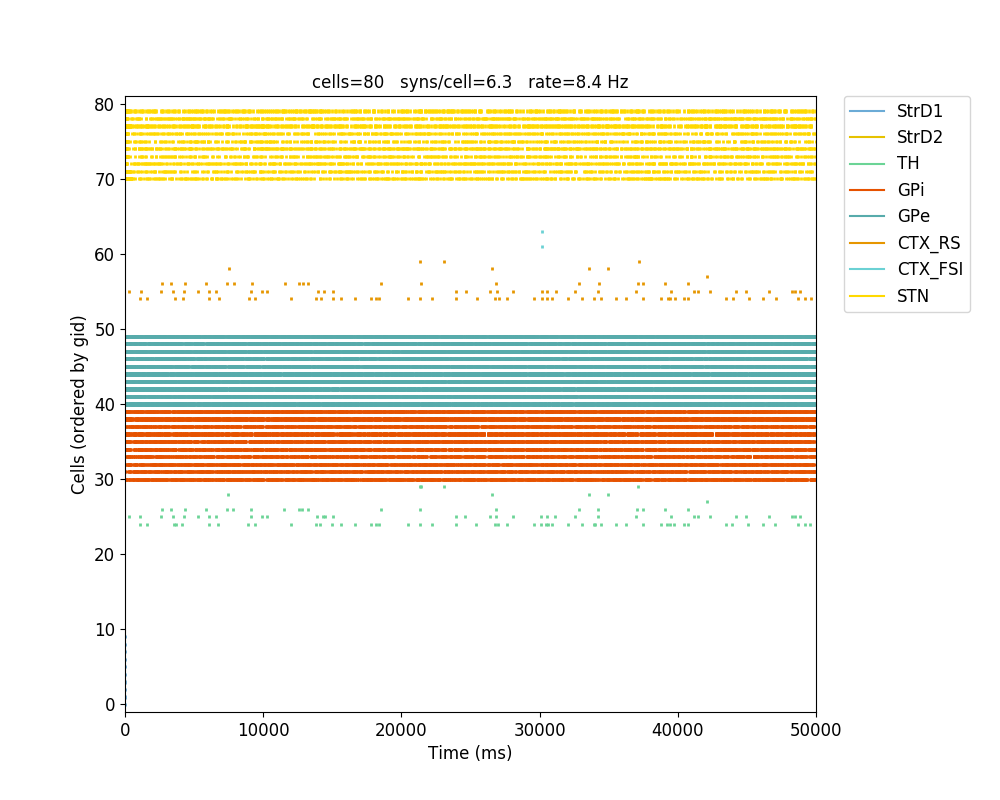 cells=80   syns/cell=6.3   rate=8.4 Hz
80
70
60
50
40
30
20
10
0
Cells (ordered by gid)
0 10000 20000 30000 40000 50000
Time (ms)
StrD1
StrD2
TH
GPi
GPe
CTX_RS
CTX_FSI
STN